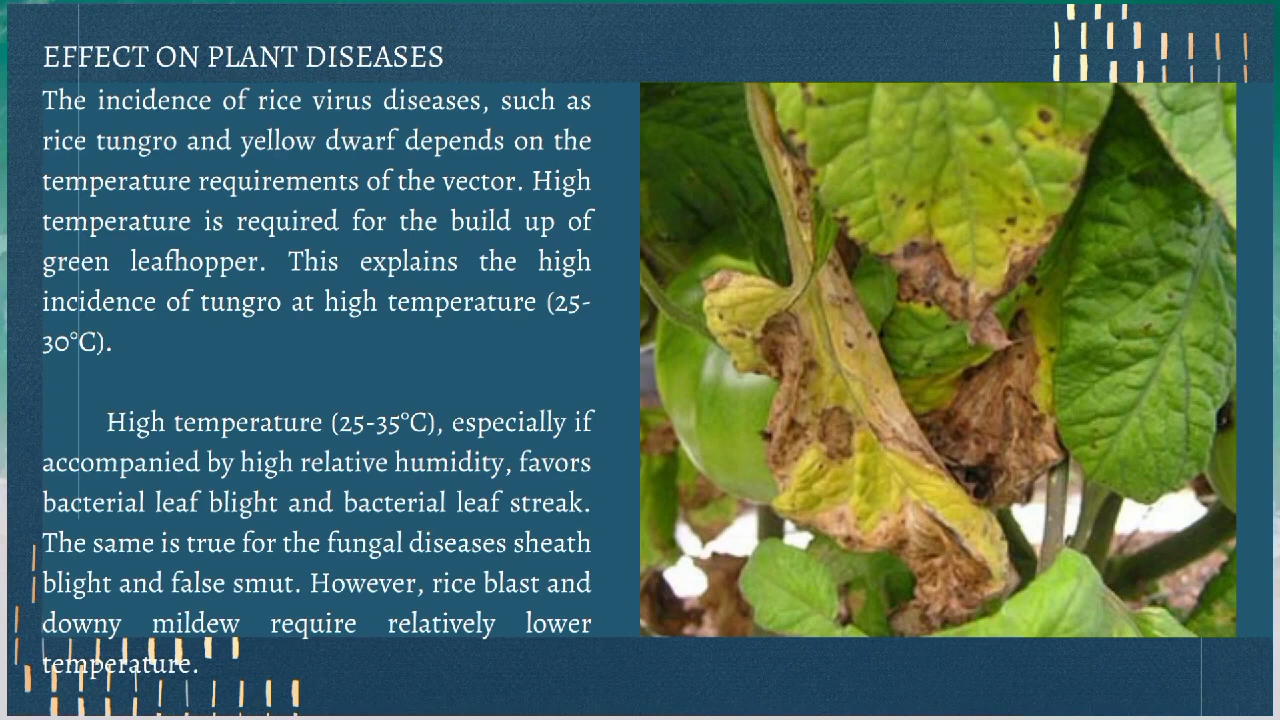 EFFECT ON PLANT DISEASES
The incidence of rice virus diseases, such as
rice tungro and yellow dwarf depends on the
temperature requirements of the vector. High
temperature is required for the build up of
green leafhopper. This explains the high
incidence of tungro at high temperature (25-
30°C).
High temperature (25-35°C), especially if
accompanied by high relative humidity, favors
bacterial leaf blight and bacterial leaf streak.
The same is true for the fungal diseases sheath
blight and false smut. However, rice blast and
downy mildew require relatively lower
temperature.